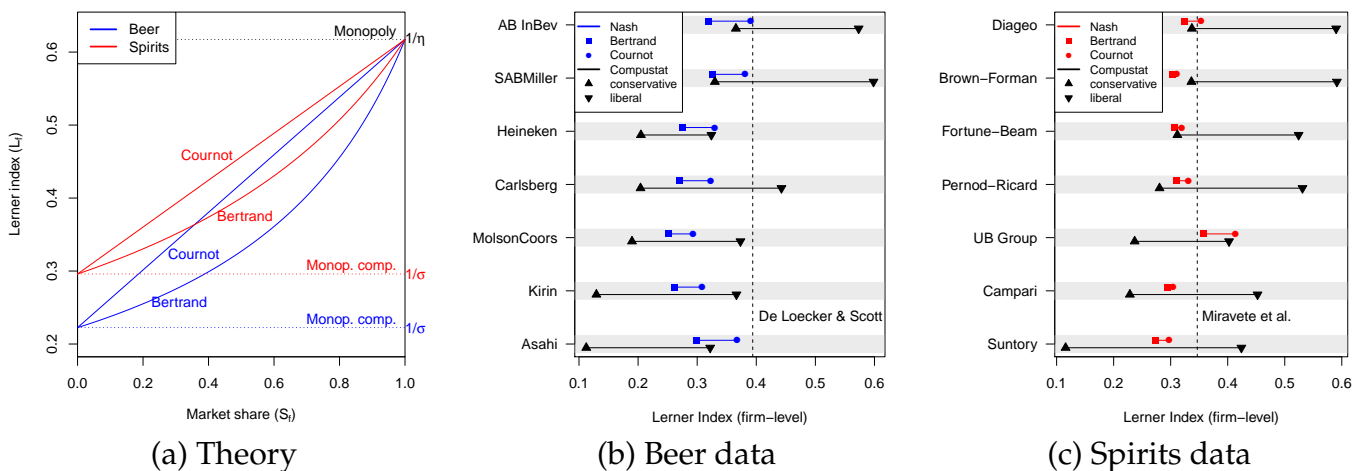 Beer
Spirits
Monopoly
1/η
Cournot
Bertrand
Cournot
Bertrand
Monop. comp.
1/σ
Monop. comp.
1/σ
0.2
0.3
0.4
0.5
0.6
Lerner index (Lf)
0.0 0.2 0.4 0.6 0.8 1.0
Market share (Sf)
(a) Theory
Nash
Bertrand
Cournot
Compustat
conservative
liberal
AB InBev
SABMiller
Heineken
Carlsberg
MolsonCoors
Kirin
Asahi
De Loecker & Scott
0.1 0.2 0.3 0.4 0.5 0.6
Lerner Index (firm−level)
(b) Beer data
Nash
Bertrand
Cournot
Compustat
conservative
liberal
Diageo
Brown−Forman
Fortune−Beam
Pernod−Ricard
UB Group
Campari
Suntory
Miravete et al.
0.1 0.2 0.3 0.4 0.5 0.6
Lerner Index (firm−level)
(c) Spirits data